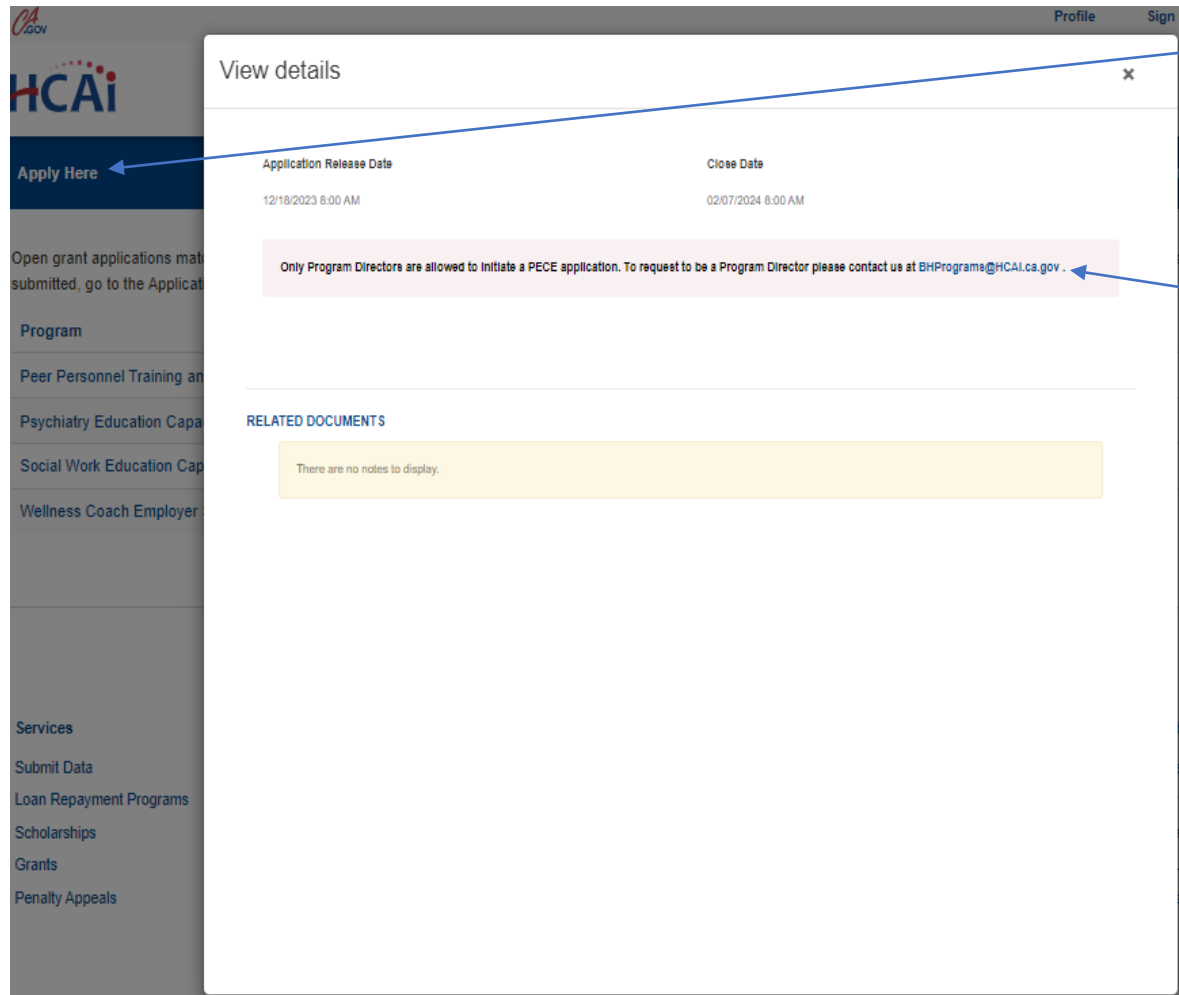 CA
.GOV
Profile
Sign
HCAi
View details
×
Apply Here
Application Release Date
Close Date
12/18/2023 8:00 AM
02/07/2024 8:00 AM
Only Program Directors are allowed to initiate a PECE application. To request to be a Program Director please contact us at BHPrograms@HCAI.ca.gov .
Open grant applications mat
submitted, go to the Applicat
Program
Peer Personnel Training an
Psychiatry Education Capa
Social Work Education Cap
Wellness Coach Employer
RELATED DOCUMENTS
There are no notes to display.
Services
Submit Data
Loan Repayment Programs
Scholarships
Grants
Penalty Appeals